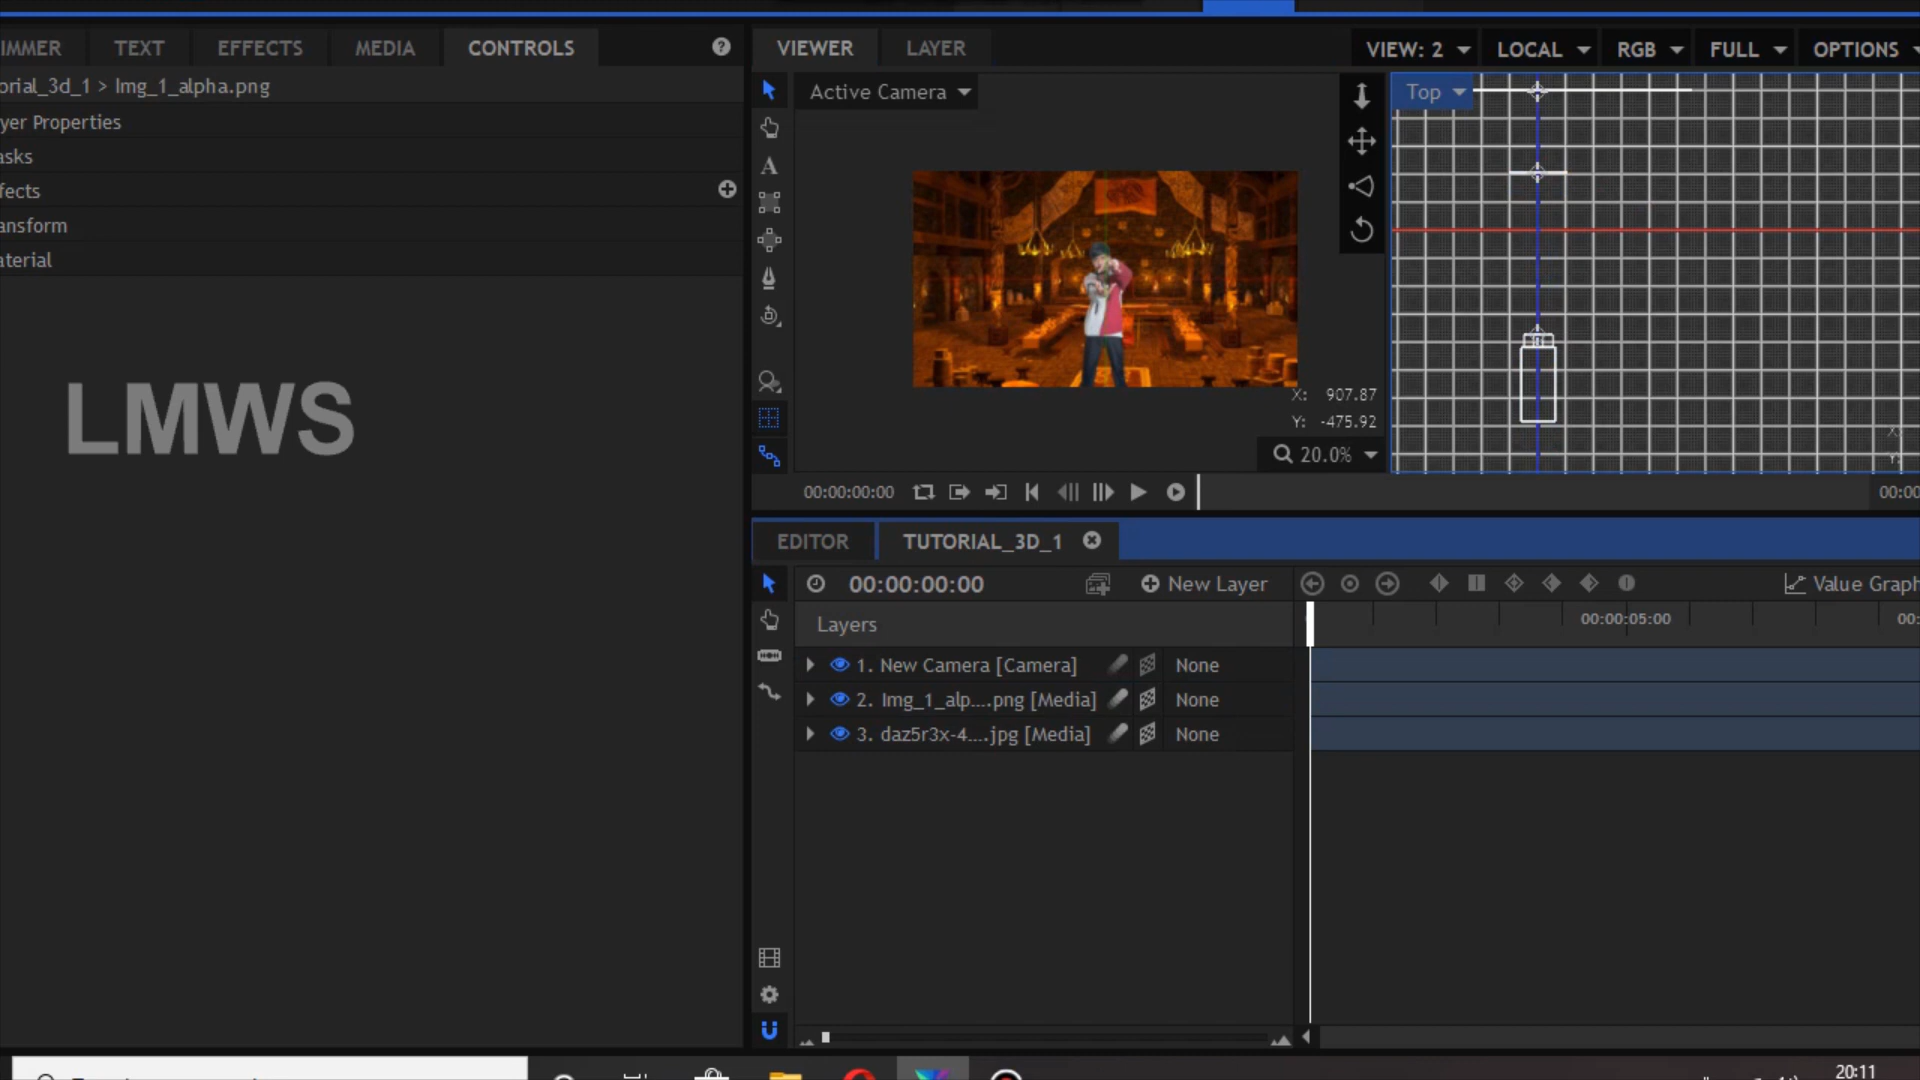 IMMER TEXT EFFECTS MEDIA CONTROLS
VIEWER LAYER
VIEW: 2 LOCAL RGB FULL OPTIONS
orial_3d_1 > Img_1_alpha.png
yer Properties
asks
fects
ansform
aterial
LMWS
Active Camera
Top
X: 907.87
Y: -475.92
20.0%
X:
Y:
00:00:00:00
00:00
EDITOR TUTORIAL_3D_1
00:00:00:00 New Layer
Value Graph
Layers
00:00:05:00
00:
1. New Camera [Camera] None
2. Img_1_alp....png [Media] None
3. daz5r3x-4....jpg [Media] None
20:11